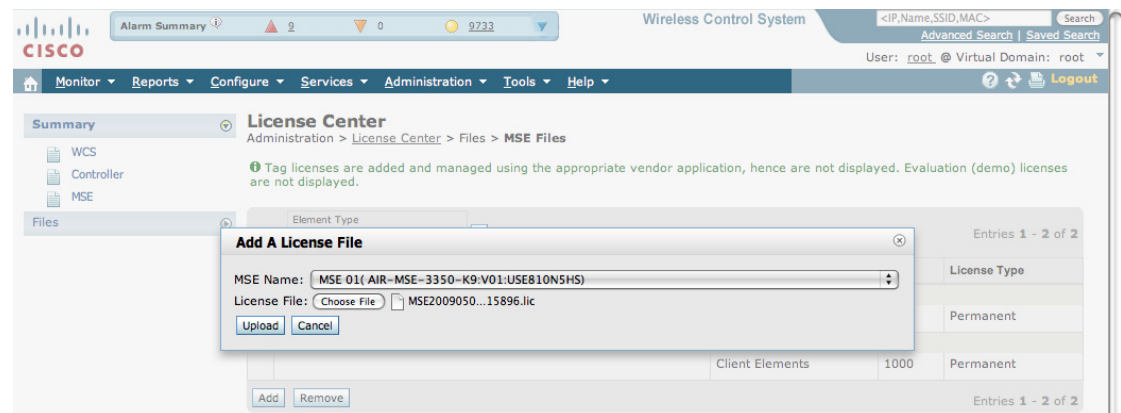 Alarm Summary
9
0
9733
Wireless Control System
<IP,Name,SSID,MAC>
Search
Advanced Search | Saved Search
CISCO
User: root @ Virtual Domain: root
Monitor Reports Configure Services Administration Tools Help
Logout
Summary
WCS
Controller
MSE
Files
License Center
Administration > License Center > Files > MSE Files
Tag licenses are added and managed using the appropriate vendor application, hence are not displayed. Evaluation (demo) licenses
are not displayed.
Element Type
Entries 1 - 2 of 2
Add A License File
MSE Name: MSE 01( AIR-MSE-3350-K9:V01:USE810N5HS)
License File: Choose File MSE2009050...15896.lic
Upload Cancel
License Type
Permanent
Client Elements 1000 Permanent
Add Remove
Entries 1 - 2 of 2